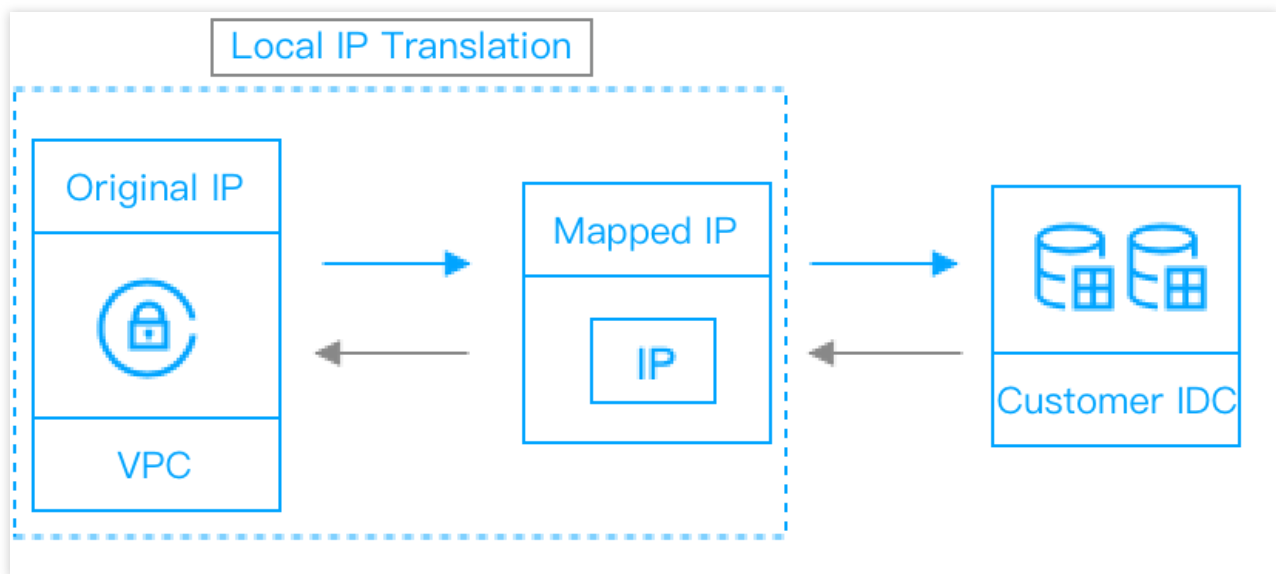 Local IP Translation
Original IP
Mapped IP
IP
Customer IDC
VPC